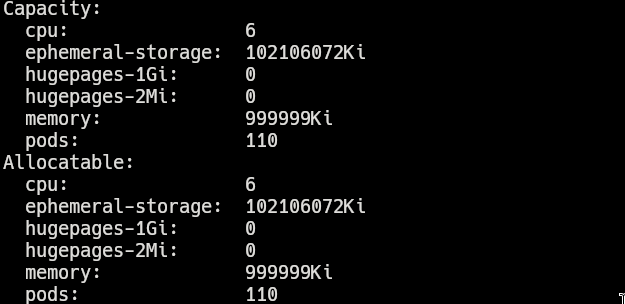 Capacity:
  cpu:                6
  ephemeral-storage:  102106072Ki
  hugepages-1Gi:      0
  hugepages-2Mi:      0
  memory:             999999Ki
  pods:               110
Allocatable:
  cpu:                6
  ephemeral-storage:  102106072Ki
  hugepages-1Gi:      0
  hugepages-2Mi:      0
  memory:             999999Ki
  pods:               110